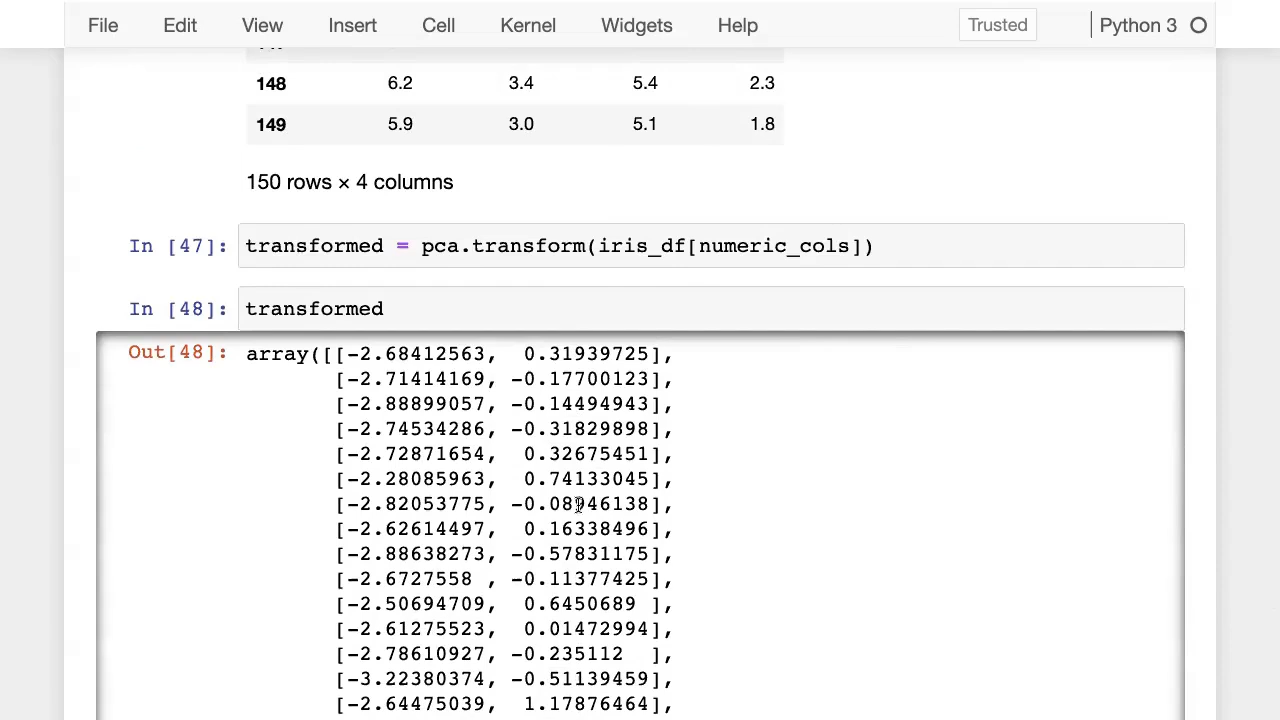 File Edit View Insert Cell Kernel Widgets Help Trusted Python 3
148 6.2 3.4 5.4 2.3
149 5.9 3.0 5.1 1.8
150 rows × 4 columns
In [47]: transformed = pca.transform(iris_df[numeric_cols])
In [48]: transformed
Out[48]: array([[-2.68412563, 0.31939725],
[-2.71414169, -0.17700123],
[-2.88899057, -0.14494943],
[-2.74534286, -0.31829898],
[-2.72871654, 0.32675451],
[-2.28085963, 0.74133045],
[-2.82053775, -0.08946138],
[-2.62614497, 0.16338496],
[-2.88638273, -0.57831175],
[-2.6727558 , -0.11377425],
[-2.50694709, 0.6450689 ],
[-2.61275523, 0.01472994],
[-2.78610927, -0.235112  ],
[-3.22380374, -0.51139459],
[-2.64475039, 1.17876464],